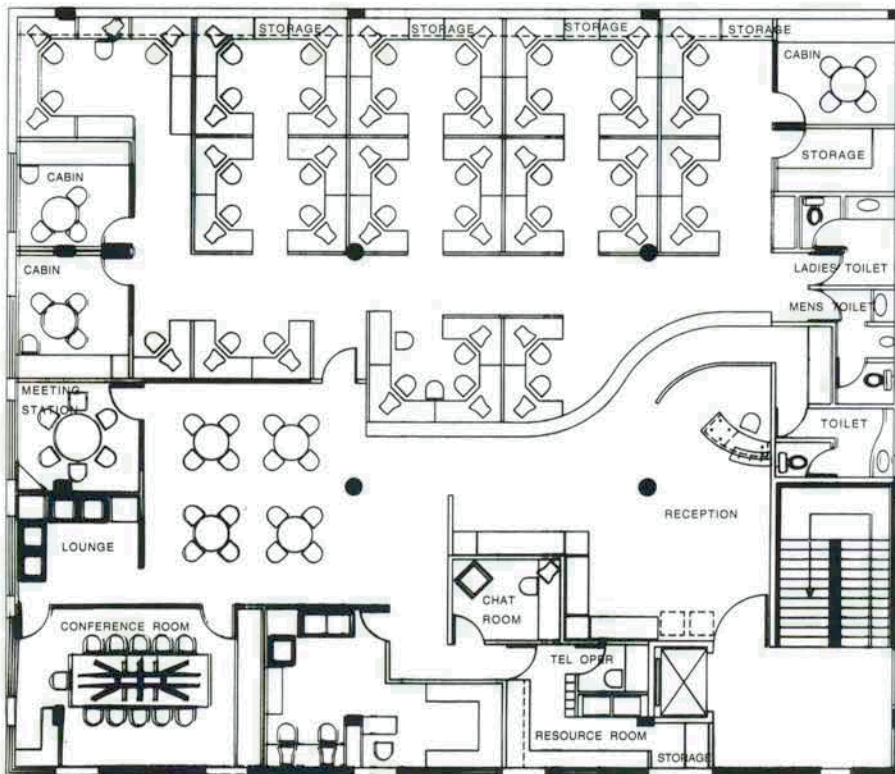 STORAGE
STORAGE
STORAGE
STORAGE
CABIN
STORAGE
CABIN
LADIES TOILET
CABIN
MENS TOILET
MEETING
STATION
TOILET
RECEPTION
LOUNGE
CHAT
ROOM
CONFERENCE ROOM
TEL OPER
RESOURCE ROOM
STORAGE